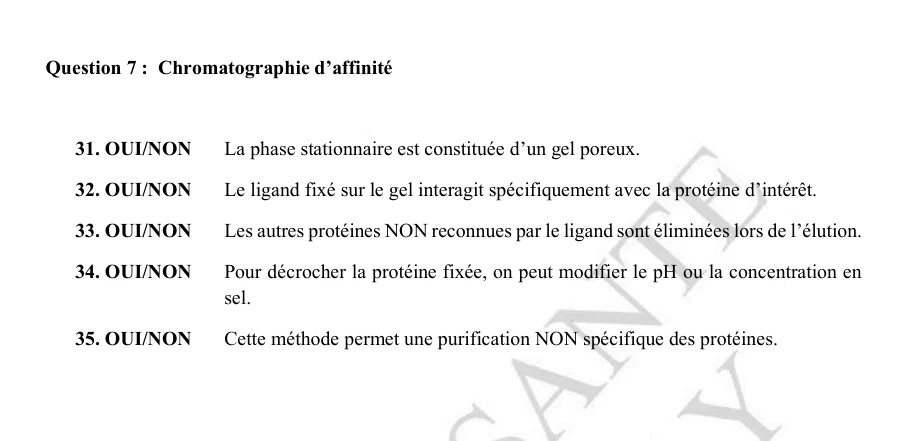 Question 7 : Chromatographie d’affinité
31. OUI/NON La phase stationnaire est constituée d’un gel poreux.
32. OUI/NON Le ligand fixé sur le gel interagit spécifiquement avec la protéine d’intérêt.
33. OUI/NON Les autres protéines NON reconnues par le ligand sont éliminées lors de l’élution.
34. OUI/NON Pour décrocher la protéine fixée, on peut modifier le pH ou la concentration en
sel.
35. OUI/NON Cette méthode permet une purification NON spécifique des protéines.
SANTE